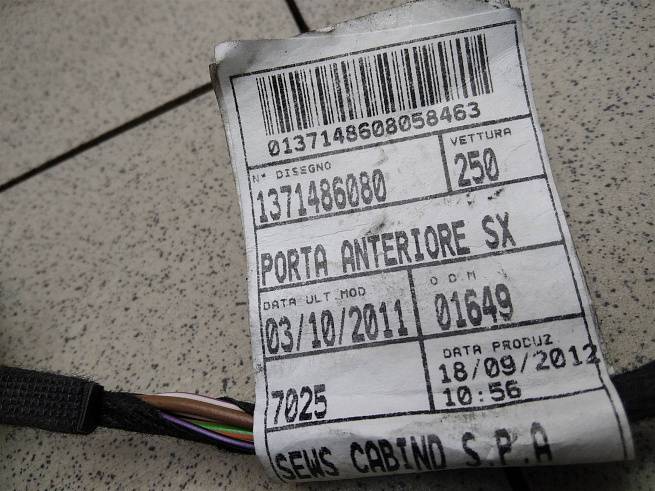 0137148608058463
N° DISEGNO
1371486080
VETTURA
250
PORTA ANTERIORE SX
DATA ULT MOD
03/10/2011
O D M
01649
7025
DATA PRODUZ
18/09/2012
10:56
SEWS CABIND S.P.A